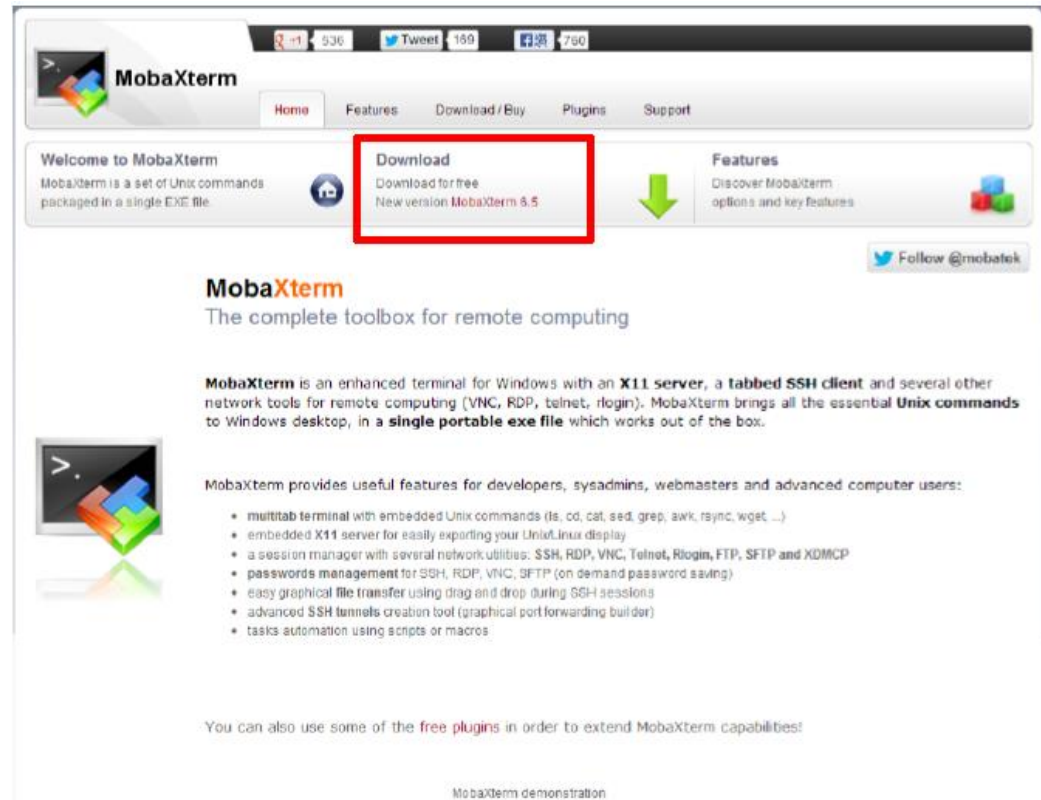 +1 536 Tweet 169 760
MobaXterm
Home Features Download / Buy Plugins Support
Welcome to MobaXterm
MobaXterm is a set of Unix commands
packaged in a single EXE file.
Download
Download for free
New version MobaXterm 6.5
Features
Discover MobaXterm
options and key features
Follow @mobatek
MobaXterm
The complete toolbox for remote computing
MobaXterm is an enhanced terminal for Windows with an X11 server, a tabbed SSH client and several other
network tools for remote computing (VNC, RDP, telnet, rlogin). MobaXterm brings all the essential Unix commands
to Windows desktop, in a single portable exe file which works out of the box.
MobaXterm provides useful features for developers, sysadmins, webmasters and advanced computer users:
• multitab terminal with embedded Unix commands (ls, cd, cat, sed, grep, awk, rsync, wget, ...)
• embedded X11 server for easily exporting your Unix/Linux display
• a session manager with several network utilities: SSH, RDP, VNC, Telnet, Rlogin, FTP, SFTP and XDMCP
• passwords management for SSH, RDP, VNC, SFTP (on demand password saving)
• easy graphical file transfer using drag and drop during SSH sessions
• advanced SSH tunnels creation tool (graphical port forwarding builder)
• tasks automation using scripts or macros
You can also use some of the free plugins in order to extend MobaXterm capabilities!
MobaXterm demonstration